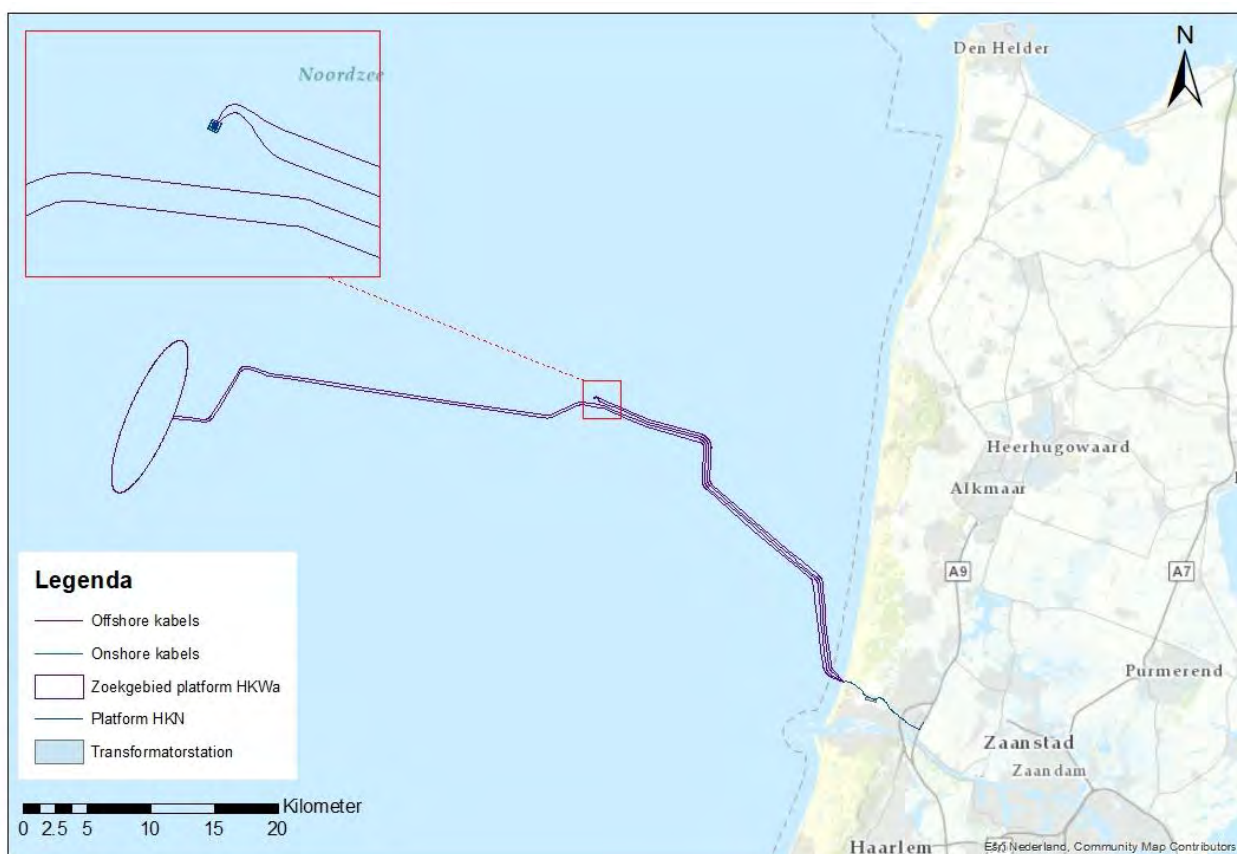 Noordzee
Den Helder
N
Heerhugowaard
Alkmaar
A9
A7
Purmerend
Zaanstad
Zaandam
Haarlem
Legenda
Offshore kabels
Onshore kabels
Zoekgebied platform HKWa
Platform HKN
Transformatorstation
Kilometer
0 2.5 5 10 15 20
Esri Nederland, Community Map Contributors